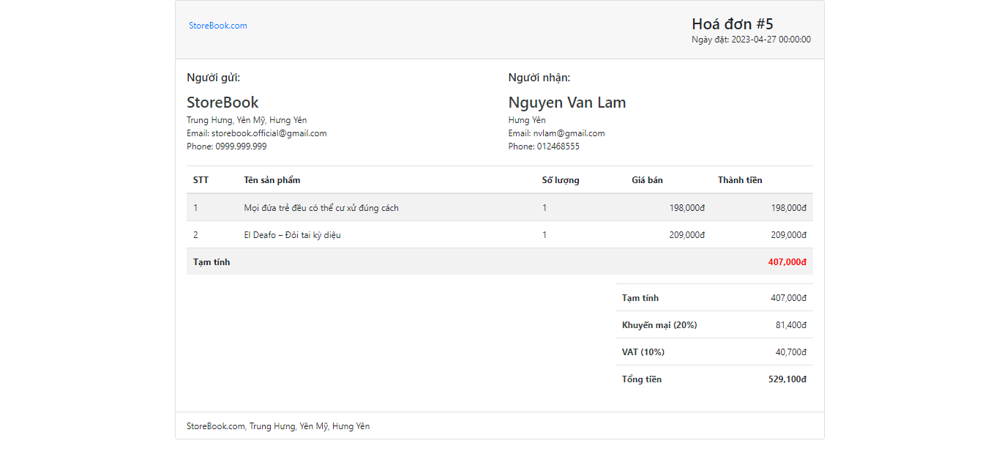 StoreBook.com
Hoá đơn #5
Ngày đặt: 2023-04-27 00:00:00
Người gửi:
StoreBook
Trung Hưng, Yên Mỹ, Hưng Yên
Email: storebook.official@gmail.com
Phone: 0999.999.999
Người nhận:
Nguyen Van Lam
Hưng Yên
Email: nvlam@gmail.com
Phone: 012468555
STT Tên sản phẩm Số lượng Giá bán Thành tiền
1 Mọi đứa trẻ đều có thể cư xử đúng cách 1 198,000đ 198,000đ
2 El Deafo – Đôi tai kỳ diệu 1 209,000đ 209,000đ
Tạm tính 407,000đ
Tạm tính 407,000đ
Khuyến mại (20%) 81,400đ
VAT (10%) 40,700đ
Tổng tiền 529,100đ
StoreBook.com, Trung Hưng, Yên Mỹ, Hưng Yên